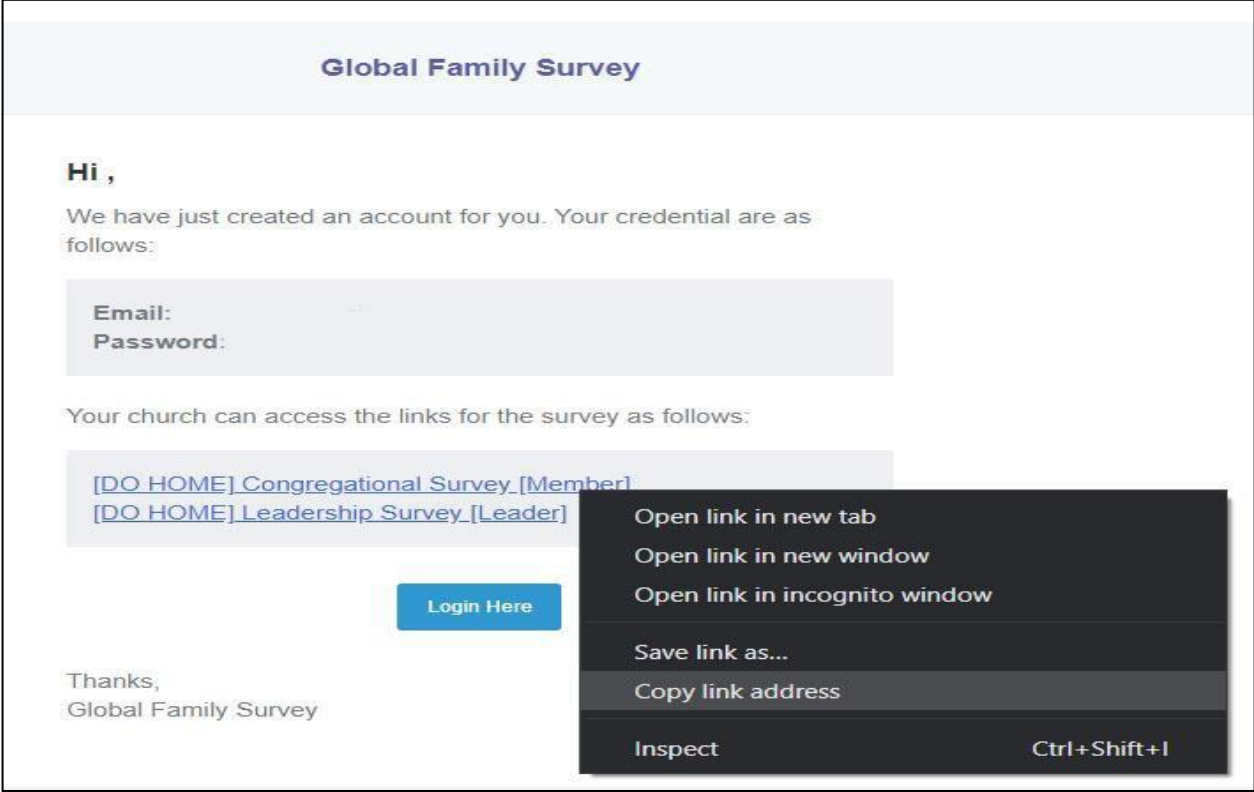 Global Family Survey
Hi ,
We have just created an account for you. Your credential are as
follows:
Email:
Password:
Your church can access the links for the survey as follows:
[DO HOME] Congregational Survey [Member]
[DO HOME] Leadership Survey [Leader]
Open link in new tab
Open link in new window
Open link in incognito window
Save link as...
Copy link address
Inspect Ctrl+Shift+I
Login Here
Thanks,
Global Family Survey